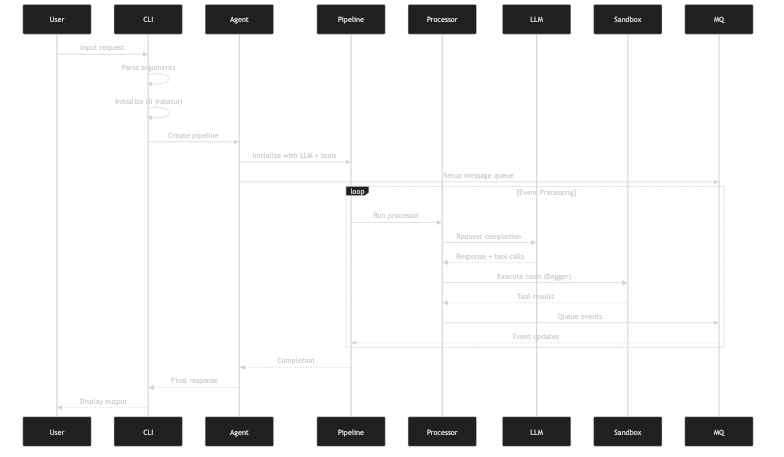 User CLI Agent Pipeline Processor LLM Sandbox MQ
Input request
Parse arguments
Initialize UI (ratatui)
Create pipeline
Initialize with LLM + tools
Setup message queue
loop [Event Processing]
Run processor
Request completion
Response + tool calls
Execute tools (Dagger)
Tool results
Queue events
Event updates
Completion
Final response
Display output
User CLI Agent Pipeline Processor LLM Sandbox MQ